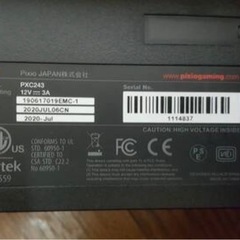 Pixio JAPAN株式会社
www.pixiogaming.com
PXC243
12V ⎓ 3A
190617019EMC-1
2020JUL06CN
2020- Jul
Serial No.
1114837
CAUTION: HIGH VOLTAGE INSIDE
Conforms to UL
STD. 60950-1
Certified to
CSA STD. C22.2
No 60950-1
tek
559